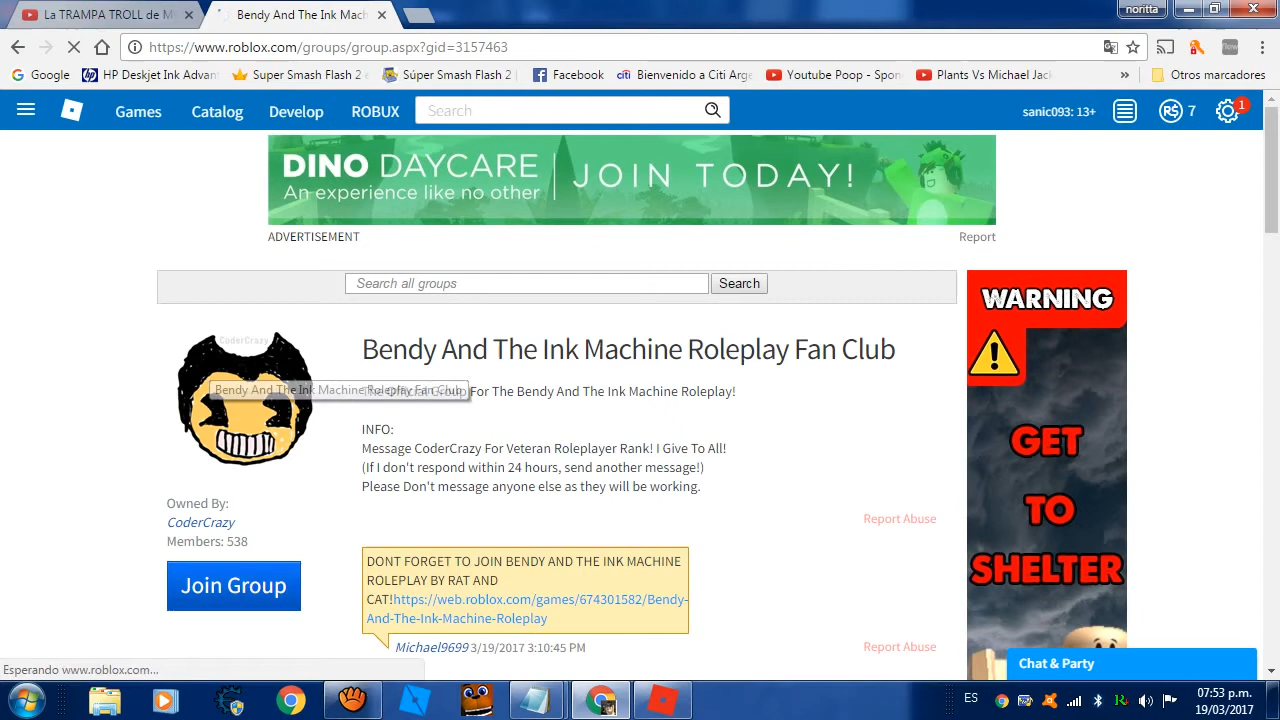 La TRAMPA TROLL de M
Bendy And The Ink Mach
noritta
https://www.roblox.com/groups/group.aspx?gid=3157463
Google
HP Deskjet Ink Advan
Super Smash Flash 2
Súper Smash Flash 2
Facebook
Bienvenido a Citi Arge
Youtube Poop - Spon
Plants Vs Michael Jack
»
Otros marcadores
Games
Catalog
Develop
ROBUX
Search
sanic093: 13+
R$ 7
1
DINO DAYCARE
An experience like no other
JOIN TODAY!
ADVERTISEMENT
Report
Search all groups
Search
CoderCrazy
Bendy And The Ink Machine Roleplay Fan Club
Bendy And The Ink Machine Roleplay Fan Club
The Official Group For The Bendy And The Ink Machine Roleplay!
INFO:
Message CoderCrazy For Veteran Roleplayer Rank! I Give To All!
(If I don't respond within 24 hours, send another message!)
Please Don't message anyone else as they will be working.
Report Abuse
Owned By:
CoderCrazy
Members: 538
Join Group
DONT FORGET TO JOIN BENDY AND THE INK MACHINE
ROLEPLAY BY RAT AND
CAT!https://web.roblox.com/games/674301582/Bendy-
And-The-Ink-Machine-Roleplay
Michael9699 3/19/2017 3:10:45 PM
Report Abuse
WARNING
GET
TO
SHELTER
Chat & Party
Esperando www.roblox.com...
ES
07:53 p.m.
19/03/2017